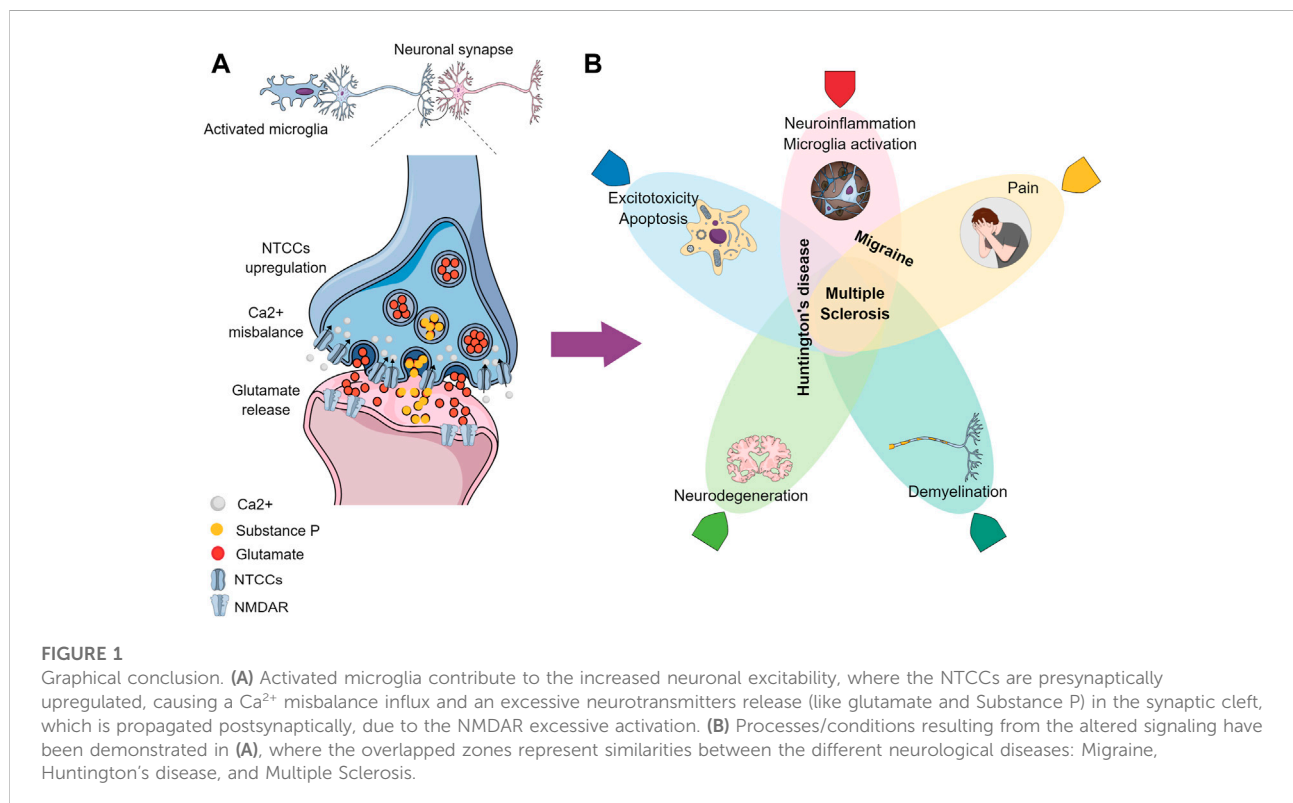 A
Neuronal synapse
Activated microglia
NTCCs
upregulation
Ca2+
misbalance
Glutamate
release
Ca2+
Substance P
Glutamate
NTCCs
NMDAR
B
Neuroinflammation
Microglia activation
Excitotoxicity
Apoptosis
Pain
Migraine
Huntington's disease
Multiple
Sclerosis
Neurodegeneration
Demyelination
FIGURE 1
Graphical conclusion. (A) Activated microglia contribute to the increased neuronal excitability, where the NTCCs are presynaptically
upregulated, causing a Ca²⁺ misbalance influx and an excessive neurotransmitters release (like glutamate and Substance P) in the synaptic cleft,
which is propagated postsynaptically, due to the NMDAR excessive activation. (B) Processes/conditions resulting from the altered signaling have
been demonstrated in (A), where the overlapped zones represent similarities between the different neurological diseases: Migraine,
Huntington’s disease, and Multiple Sclerosis.